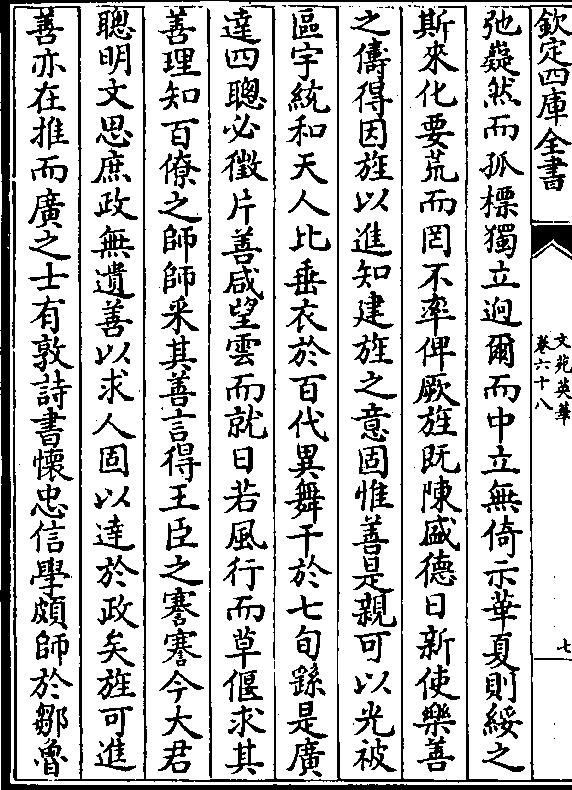 欽定四庫全書
文苑英華
卷六十八
七
弛嶷然而孤標獨立逈爾而中立無倚示華夏則綏之
斯來化要荒而罔不率俾厥旌既陳盛德日新使樂善
之儔得因旌以進知建旌之意固惟善是親可以光被
區宇統和天人比垂衣於百代異舞干於七旬繇是廣
達四聰必徵片善咸望雲而就日若風行而草偃求其
善理知百僚之師師采其善言得王臣之謇謇今大君
聰明文思庶政無遺善以求人固以達於政矣旌可進
善亦在推而廣之士有敦詩書懷忠信學頗師於鄒魯